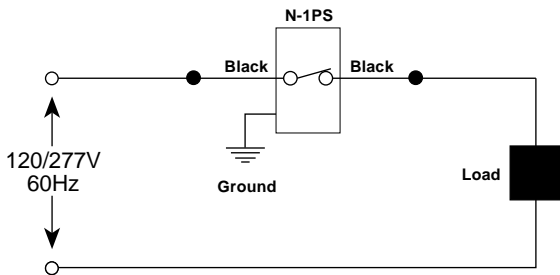 N-1PS
Black
Black
120/277V
60Hz
Ground
Load